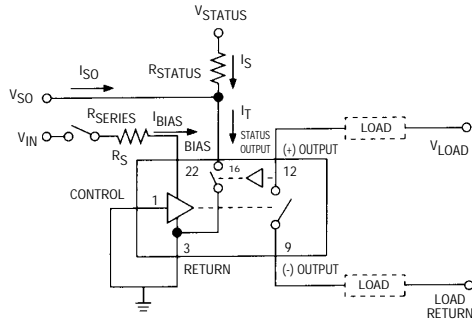 VSTATUS
RSTATUS
IS
ISO
VSO
RSERIES
IBIAS
IT
VIN
RS
BIAS
STATUS
OUTPUT
(+) OUTPUT
LOAD
VLOAD
22
16
12
CONTROL
1
3
9
RETURN
(-) OUTPUT
LOAD
LOAD
RETURN